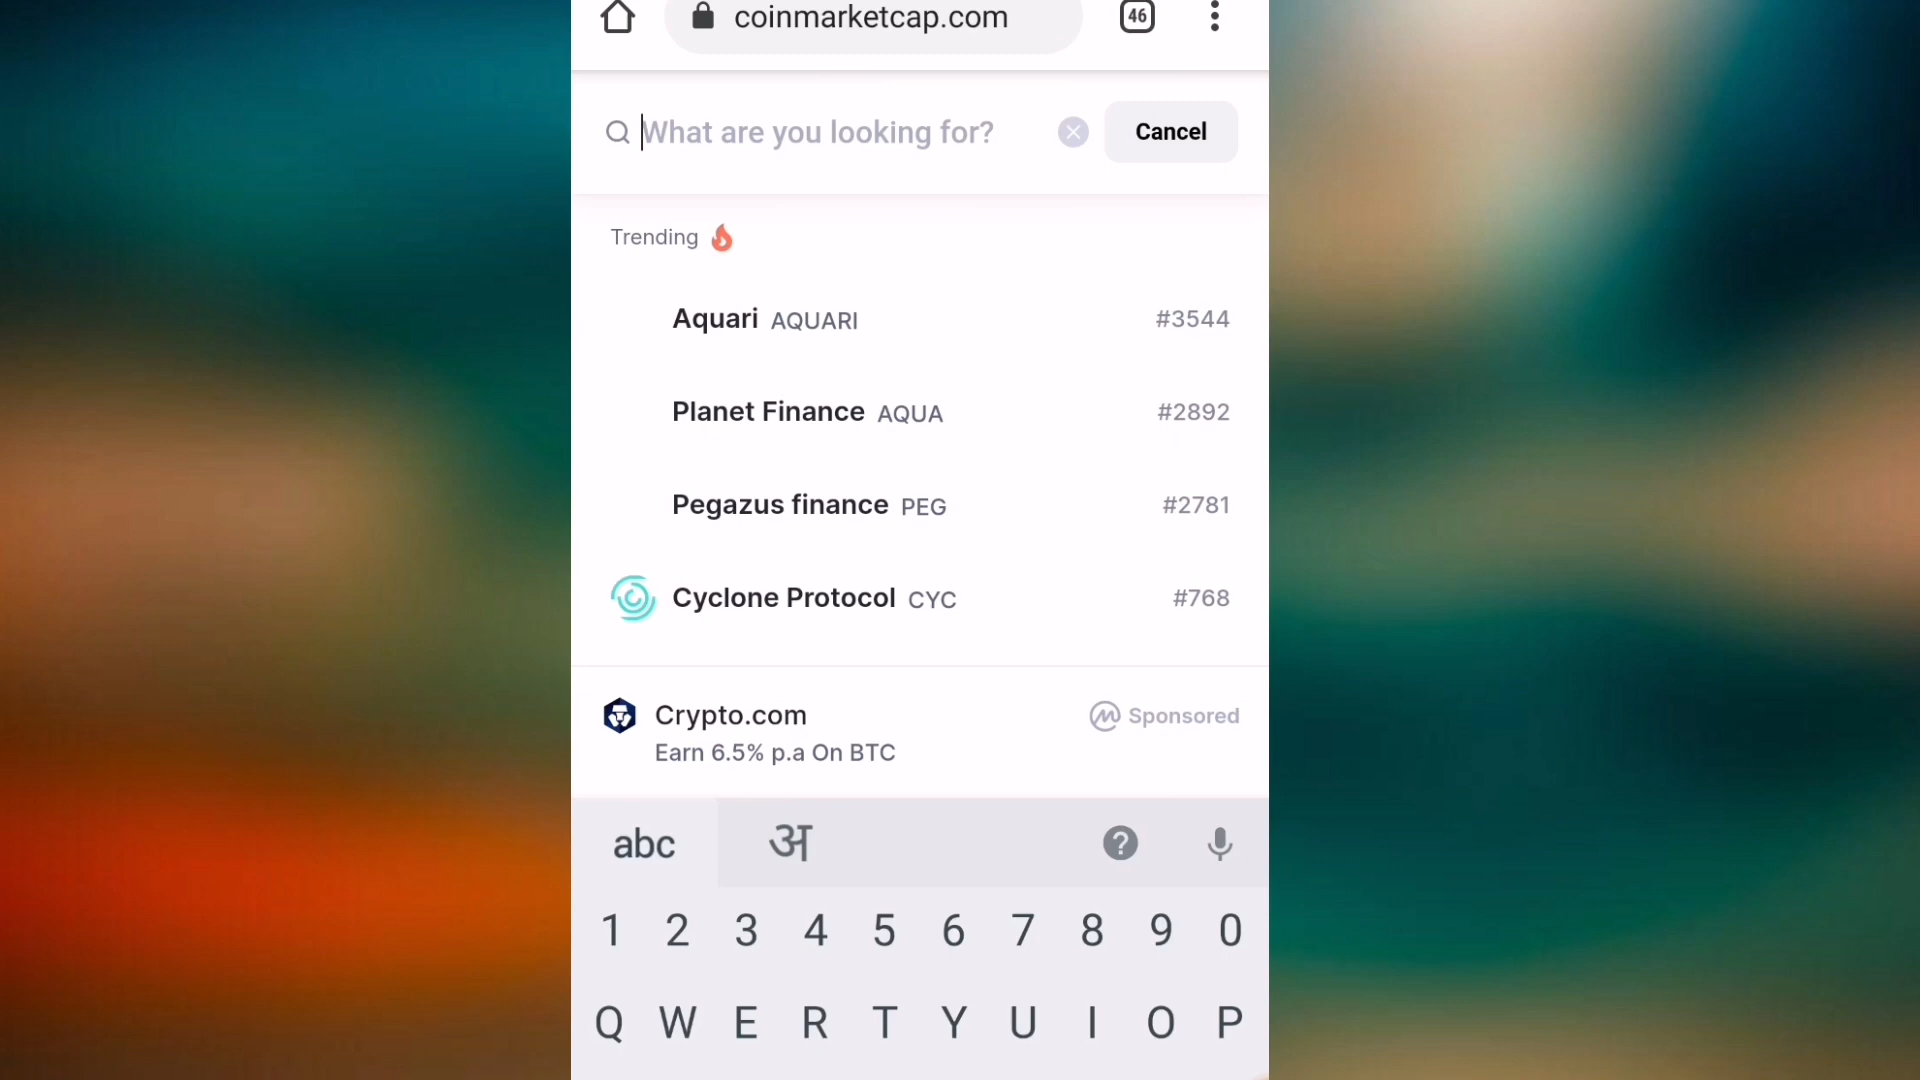 coinmarketcap.com 46
What are you looking for? Cancel
Trending
Aquari AQUARI #3544
Planet Finance AQUA #2892
Pegazus finance PEG #2781
Cyclone Protocol CYC #768
Crypto.com Sponsored
Earn 6.5% p.a On BTC
abc अ ?
1 2 3 4 5 6 7 8 9 0
Q W E R T Y U I O P